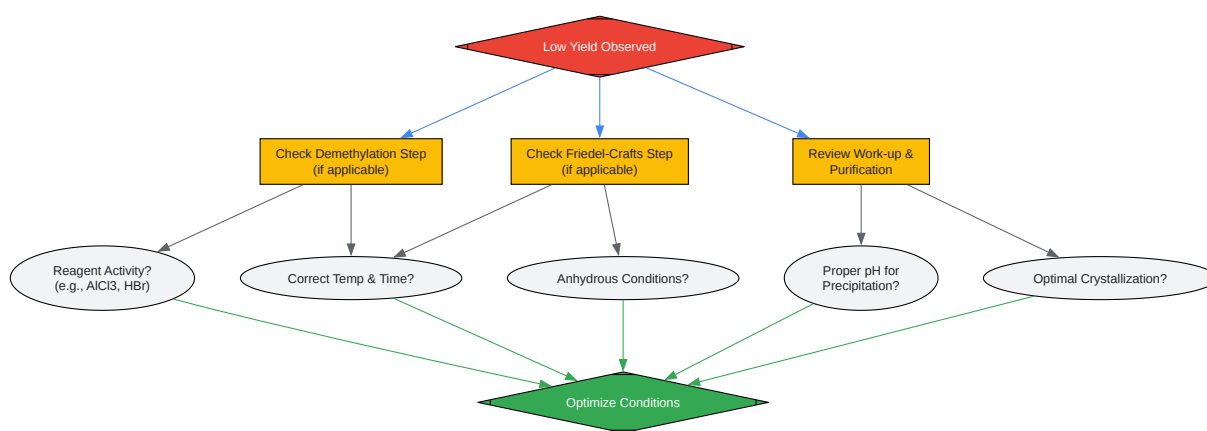 Low Yield Observed
Check Demethylation Step
(if applicable)
Check Friedel-Crafts Step
(if applicable)
Review Work-up &
Purification
Reagent Activity?
(e.g., AlCl3, HBr)
Correct Temp & Time?
Anhydrous Conditions?
Proper pH for
Precipitation?
Optimal Crystallization?
Optimize Conditions